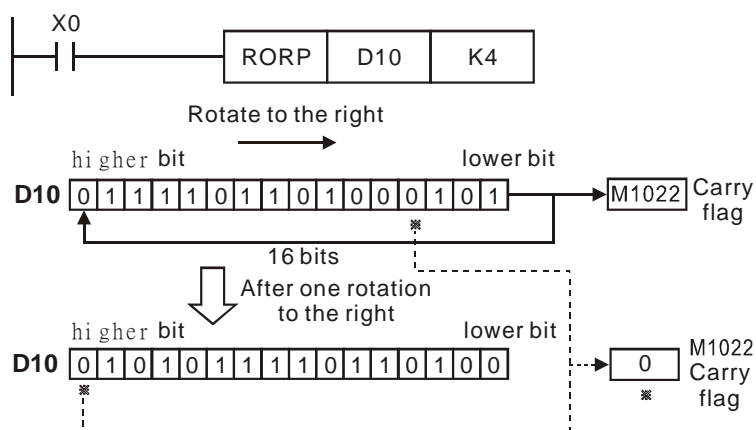 X0
RORP D10 K4
Rotate to the right
higher bit lower bit
D10 0 1 1 1 1 0 1 1 0 1 0 0 0 1 0 1 M1022 Carry flag
※
16 bits
After one rotation
to the right
higher bit lower bit
D10 0 1 0 1 0 1 1 1 1 0 1 1 0 1 0 0 0 M1022
Carry
flag
※ ※